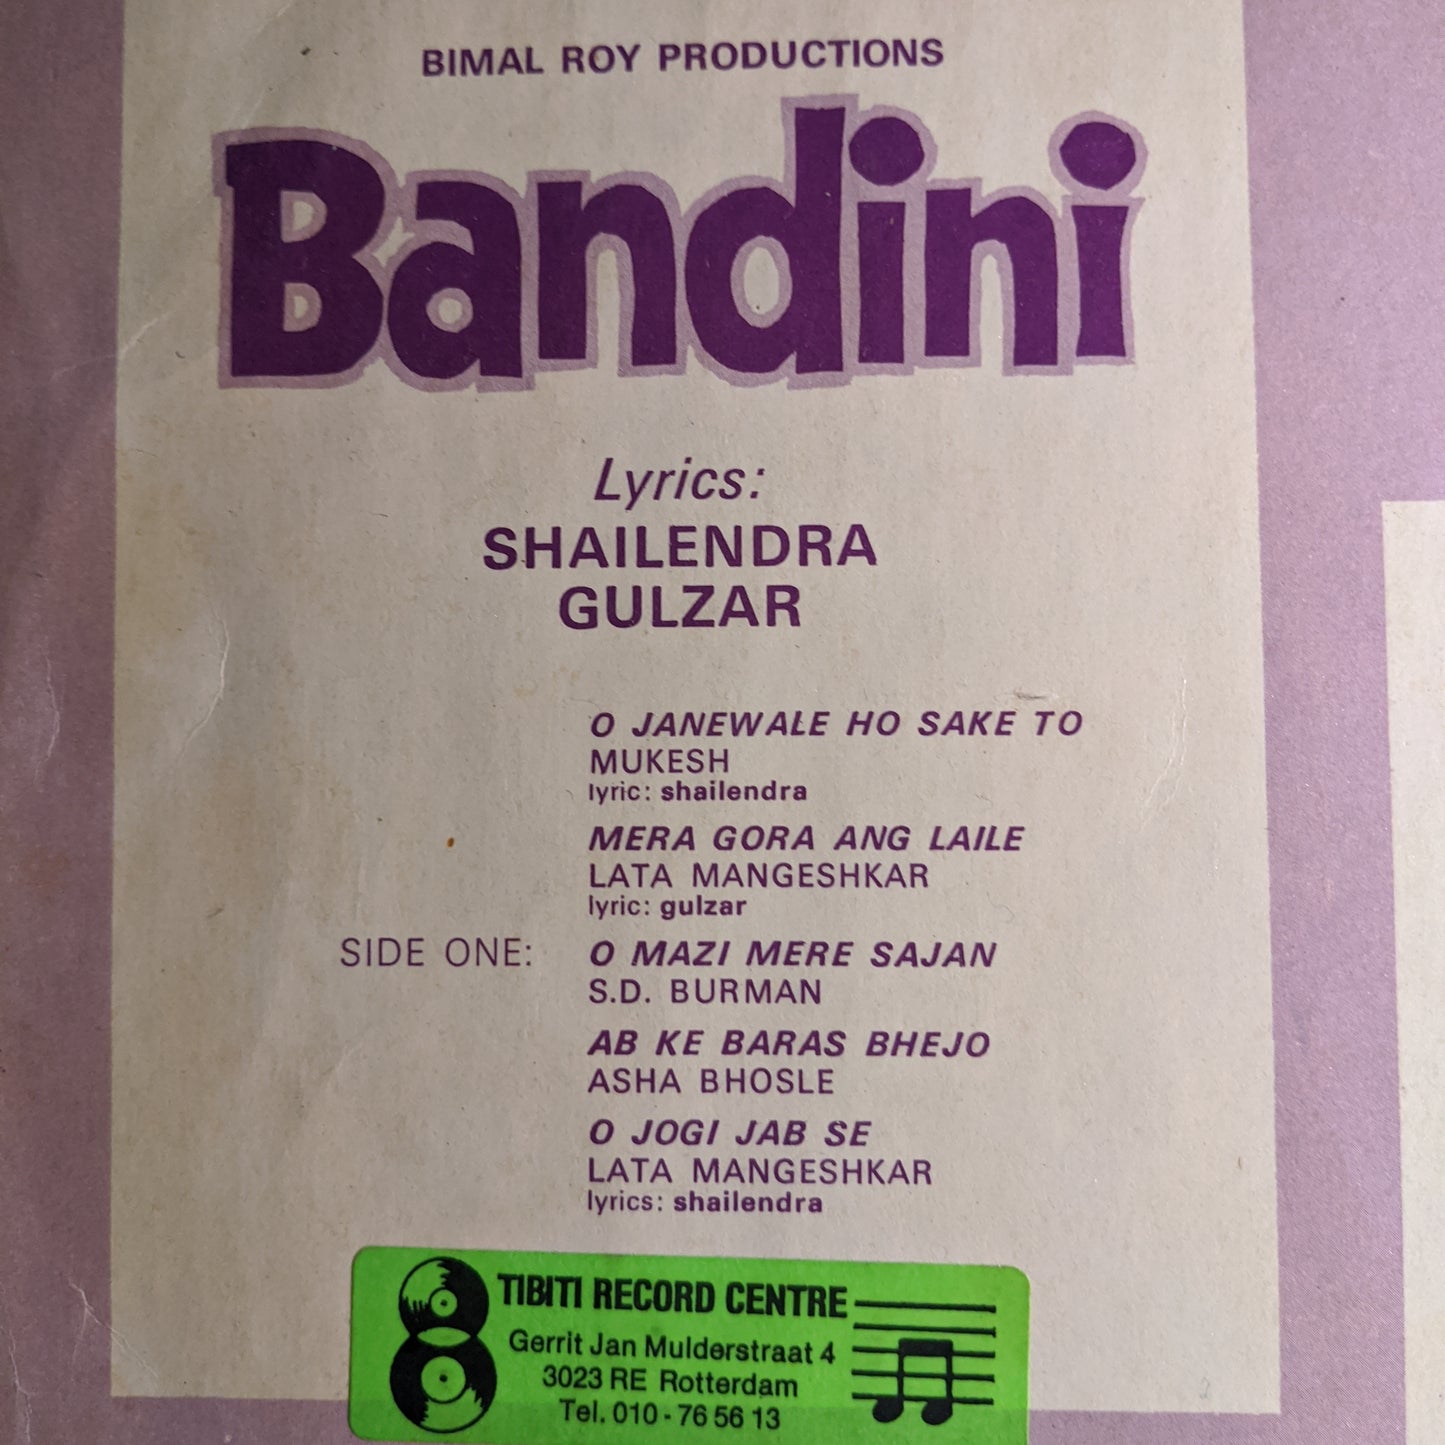 BIMAL ROY PRODUCTIONS
Bandini
Lyrics:
SHAILENDRA
GULZAR
O JANEWALE HO SAKE TO
MUKESH
lyric: shailendra
MERA GORA ANG LAILE
LATA MANGESHKAR
lyric: gulzar
SIDE ONE: O MAZI MERE SAJAN
S.D. BURMAN
AB KE BARAS BHEJO
ASHA BHOSLE
O JOGI JAB SE
LATA MANGESHKAR
lyrics: shailendra
TIBITI RECORD CENTRE
Gerrit Jan Mulderstraat 4
3023 RE Rotterdam
Tel. 010 - 76 56 13